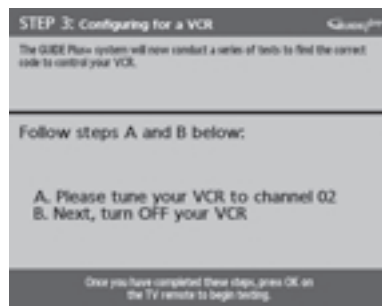 STEP 3: Configuring for a VCR
The GUIDE Plus+ system will now conduct a series of tests to find the correct
code to control your VCR.
Follow steps A and B below:
A. Please tune your VCR to channel 02
B. Next, turn OFF your VCR
Once you have completed these steps, press OK on
the TV remote to begin testing.